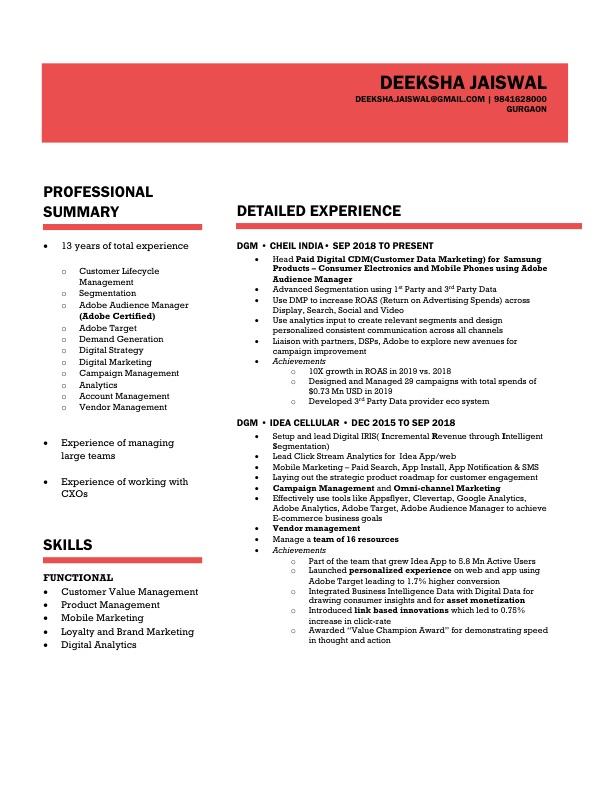 DEEKSHA JAISWAL
DEEKSHA.JAISWAL@GMAIL.COM | 9841628000
GURGAON
PROFESSIONAL
SUMMARY
• 13 years of total experience
o Customer Lifecycle
Management
o Segmentation
o Adobe Audience Manager
(Adobe Certified)
o Adobe Target
o Demand Generation
o Digital Strategy
o Digital Marketing
o Campaign Management
o Analytics
o Account Management
o Vendor Management
• Experience of managing
large teams
• Experience of working with
CXOs
SKILLS
FUNCTIONAL
• Customer Value Management
• Product Management
• Mobile Marketing
• Loyalty and Brand Marketing
• Digital Analytics
DETAILED EXPERIENCE
DGM • CHEIL INDIA• SEP 2018 TO PRESENT
• Head Paid Digital CDM(Customer Data Marketing) for Samsung
Products – Consumer Electronics and Mobile Phones using Adobe
Audience Manager
• Advanced Segmentation using 1st Party and 3rd Party Data
• Use DMP to increase ROAS (Return on Advertising Spends) across
Display, Search, Social and Video
• Use analytics input to create relevant segments and design
personalized consistent communication across all channels
• Liaison with partners, DSPs, Adobe to explore new avenues for
campaign improvement
• Achievements
o 10X growth in ROAS in 2019 vs. 2018
o Designed and Managed 29 campaigns with total spends of
$0.73 Mn USD in 2019
o Developed 3rd Party Data provider eco system
DGM • IDEA CELLULAR • DEC 2015 TO SEP 2018
• Setup and lead Digital IRIS( Incremental Revenue through Intelligent
Segmentation)
• Lead Click Stream Analytics for Idea App/web
• Mobile Marketing – Paid Search, App Install, App Notification & SMS
• Laying out the strategic product roadmap for customer engagement
• Campaign Management and Omni-channel Marketing
• Effectively use tools like Appsflyer, Clevertap, Google Analytics,
Adobe Analytics, Adobe Target, Adobe Audience Manager to achieve
E-commerce business goals
• Vendor management
• Manage a team of 16 resources
• Achievements
o Part of the team that grew Idea App to 5.8 Mn Active Users
o Launched personalized experience on web and app using
Adobe Target leading to 1.7% higher conversion
o Integrated Business Intelligence Data with Digital Data for
drawing consumer insights and for asset monetization
o Introduced link based innovations which led to 0.75%
increase in click-rate
o Awarded “Value Champion Award” for demonstrating speed
in thought and action